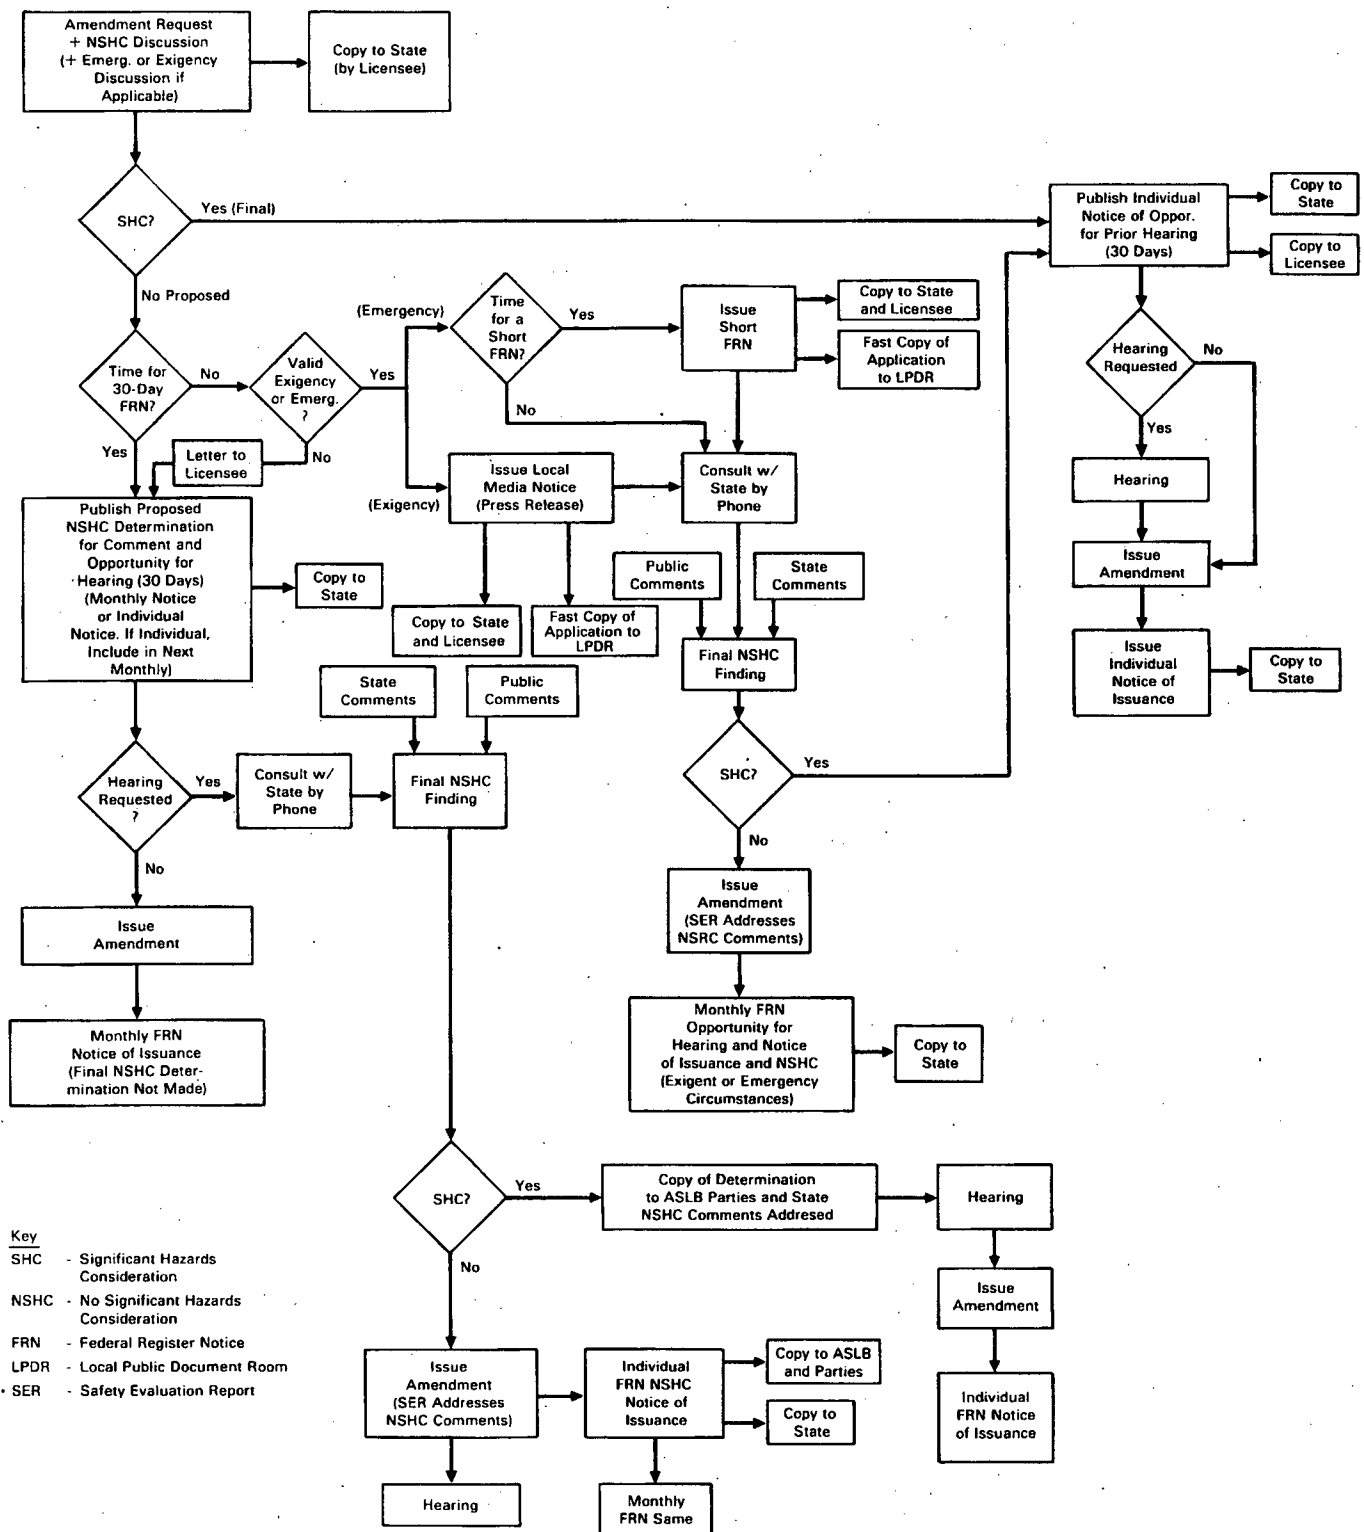 Amendment Request
+ NSHC Discussion
(+ Emerg. or Exigency
Discussion if
Applicable)
Copy to State
(by Licensee)
SHC?
Yes (Final)
Publish Individual
Notice of Oppor.
for Prior Hearing
(30 Days)
Copy to
State
Copy to
Licensee
No Proposed
Time for
30-Day
FRN?
No
Valid
Exigency
or Emerg.
?
Yes
(Emergency)
Time
for a
Short
FRN?
Yes
Issue
Short
FRN
Copy to State
and Licensee
Fast Copy of
Application
to LPDR
No
Hearing
Requested
No
Yes
Hearing
Issue
Amendment
Issue
Individual
Notice of
Issuance
Copy to
State
Yes
Letter to
Licensee
No
(Exigency)
Issue Local
Media Notice
(Press Release)
Consult w/
State by
Phone
Publish Proposed
NSHC Determination
for Comment and
Opportunity for
Hearing (30 Days)
(Monthly Notice
or Individual
Notice. If Individual,
Include in Next
Monthly)
Copy to
State
Copy to State
and Licensee
Fast Copy of
Application to
LPDR
Public
Comments
State
Comments
Final NSHC
Finding
State
Comments
Public
Comments
SHC?
Yes
Hearing
Requested
?
Yes
Consult w/
State by
Phone
Final NSHC
Finding
No
No
Issue
Amendment
(SER Addresses
NSRC Comments)
Issue
Amendment
Monthly FRN
Notice of Issuance
(Final NSHC Deter-
mination Not Made)
Monthly FRN
Opportunity for
Hearing and Notice
of Issuance and NSHC
(Exigent or Emergency
Circumstances)
Copy to
State
SHC?
Yes
Copy of Determination
to ASLB Parties and State
NSHC Comments Addresed
Hearing
No
Issue
Amendment
Individual
FRN Notice
of Issuance
Issue
Amendment
(SER Addresses
NSHC Comments)
Individual
FRN NSHC
Notice of
Issuance
Copy to ASLB
and Parties
Copy to
State
Hearing
Monthly
FRN Same
Key
SHC - Significant Hazards
Consideration
NSHC - No Significant Hazards
Consideration
FRN - Federal Register Notice
LPDR - Local Public Document Room
SER - Safety Evaluation Report